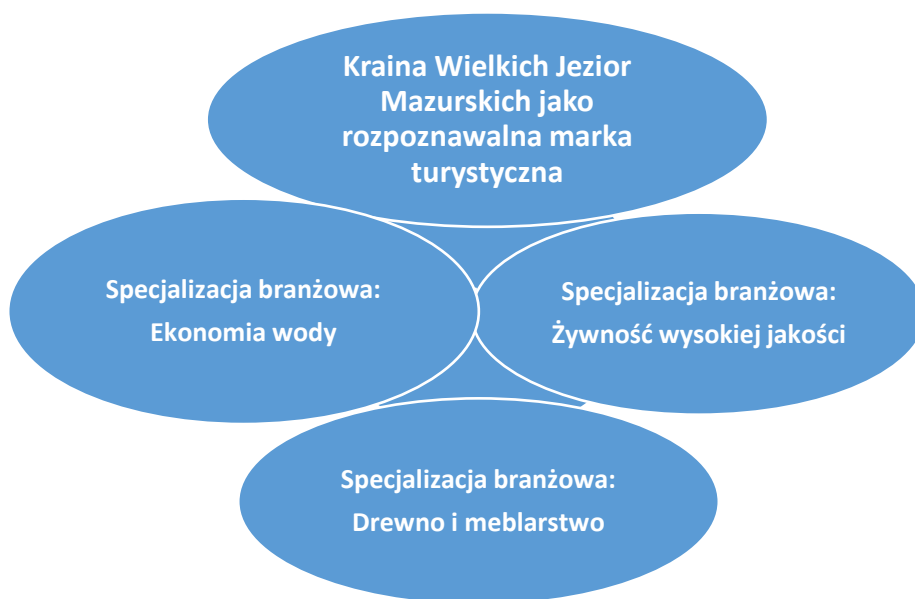 Kraina Wielkich Jezior
Mazurskich jako
rozpoznawalna marka
turystyczna
Specjalizacja branżowa:
Ekonomia wody
Specjalizacja branżowa:
Żywność wysokiej jakości
Specjalizacja branżowa:
Drewno i meblarstwo